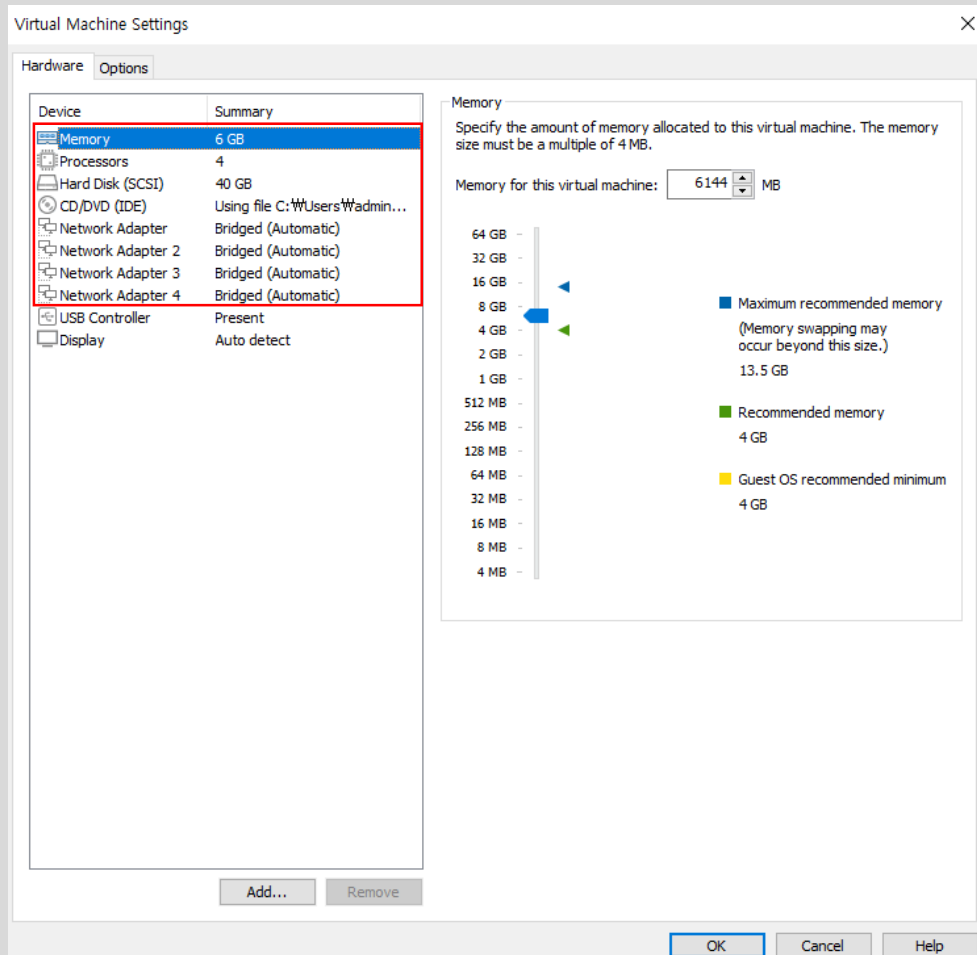 Virtual Machine Settings
Hardware
Options
Device Summary
Memory 6 GB
Processors 4
Hard Disk (SCSI) 40 GB
CD/DVD (IDE) Using file C:₩Users₩admin...
Network Adapter Bridged (Automatic)
Network Adapter 2 Bridged (Automatic)
Network Adapter 3 Bridged (Automatic)
Network Adapter 4 Bridged (Automatic)
USB Controller Present
Display Auto detect
Add...
Remove
Memory
Specify the amount of memory allocated to this virtual machine. The memory
size must be a multiple of 4 MB.
Memory for this virtual machine: 6144 MB
64 GB
32 GB
16 GB
8 GB
4 GB
2 GB
1 GB
512 MB
256 MB
128 MB
64 MB
32 MB
16 MB
8 MB
4 MB
Maximum recommended memory
(Memory swapping may
occur beyond this size.)
13.5 GB
Recommended memory
4 GB
Guest OS recommended minimum
4 GB
OK
Cancel
Help